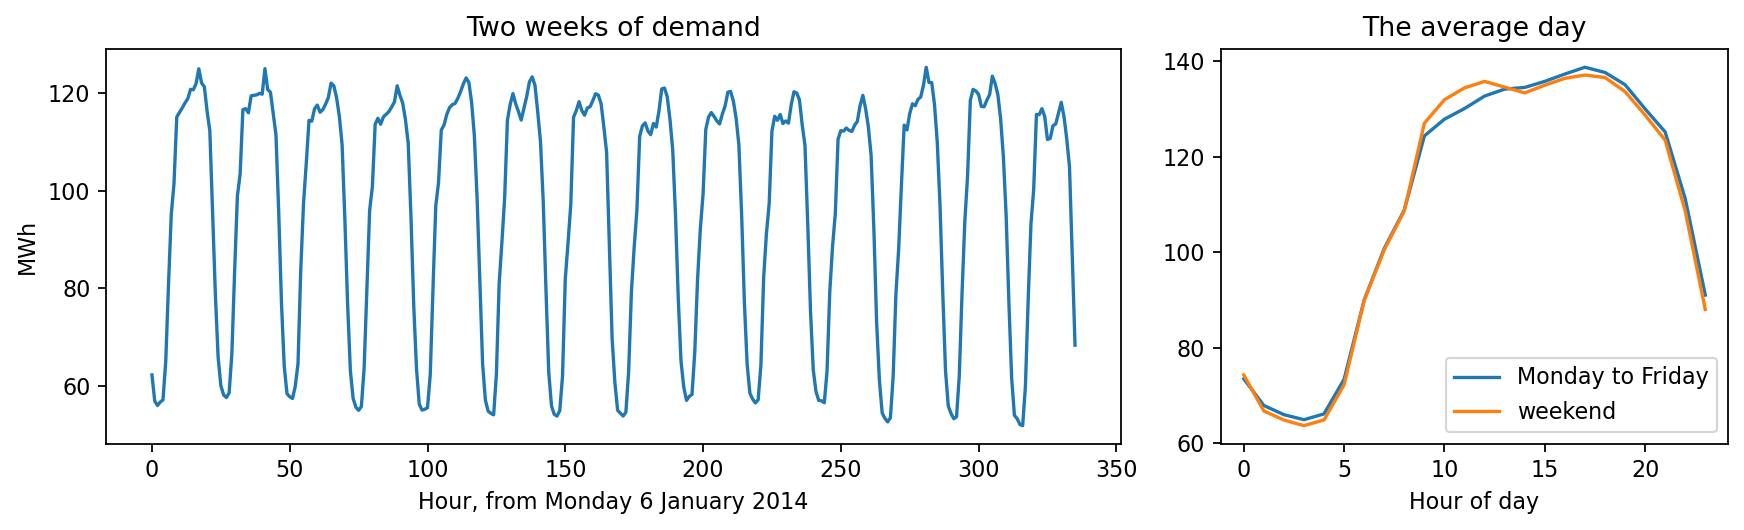 Two weeks of demand
MWh
120
100
80
60
0 50 100 150 200 250 300 350
Hour, from Monday 6 January 2014
The average day
140
120
100
80
60
Monday to Friday
weekend
0 5 10 15 20
Hour of day